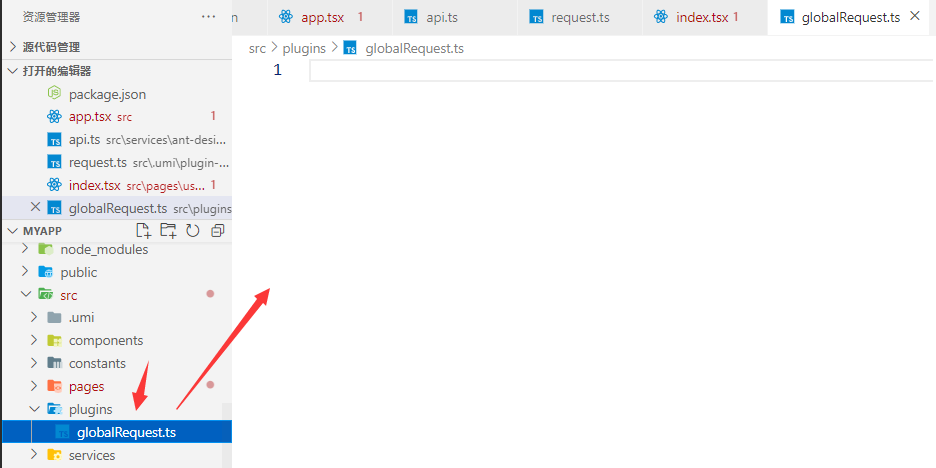 资源管理器 ···
源代码管理
打开的编辑器
package.json
app.tsx src 1
api.ts src\services\ant-desi...
request.ts src\.umi\plugin-...
index.tsx src\pages\us... 1
globalRequest.ts src\plugins
MYAPP
node_modules
public
src
.umi
components
constants
pages
plugins
globalRequest.ts
services
n app.tsx 1 api.ts request.ts index.tsx 1 globalRequest.ts
src > plugins > globalRequest.ts
1